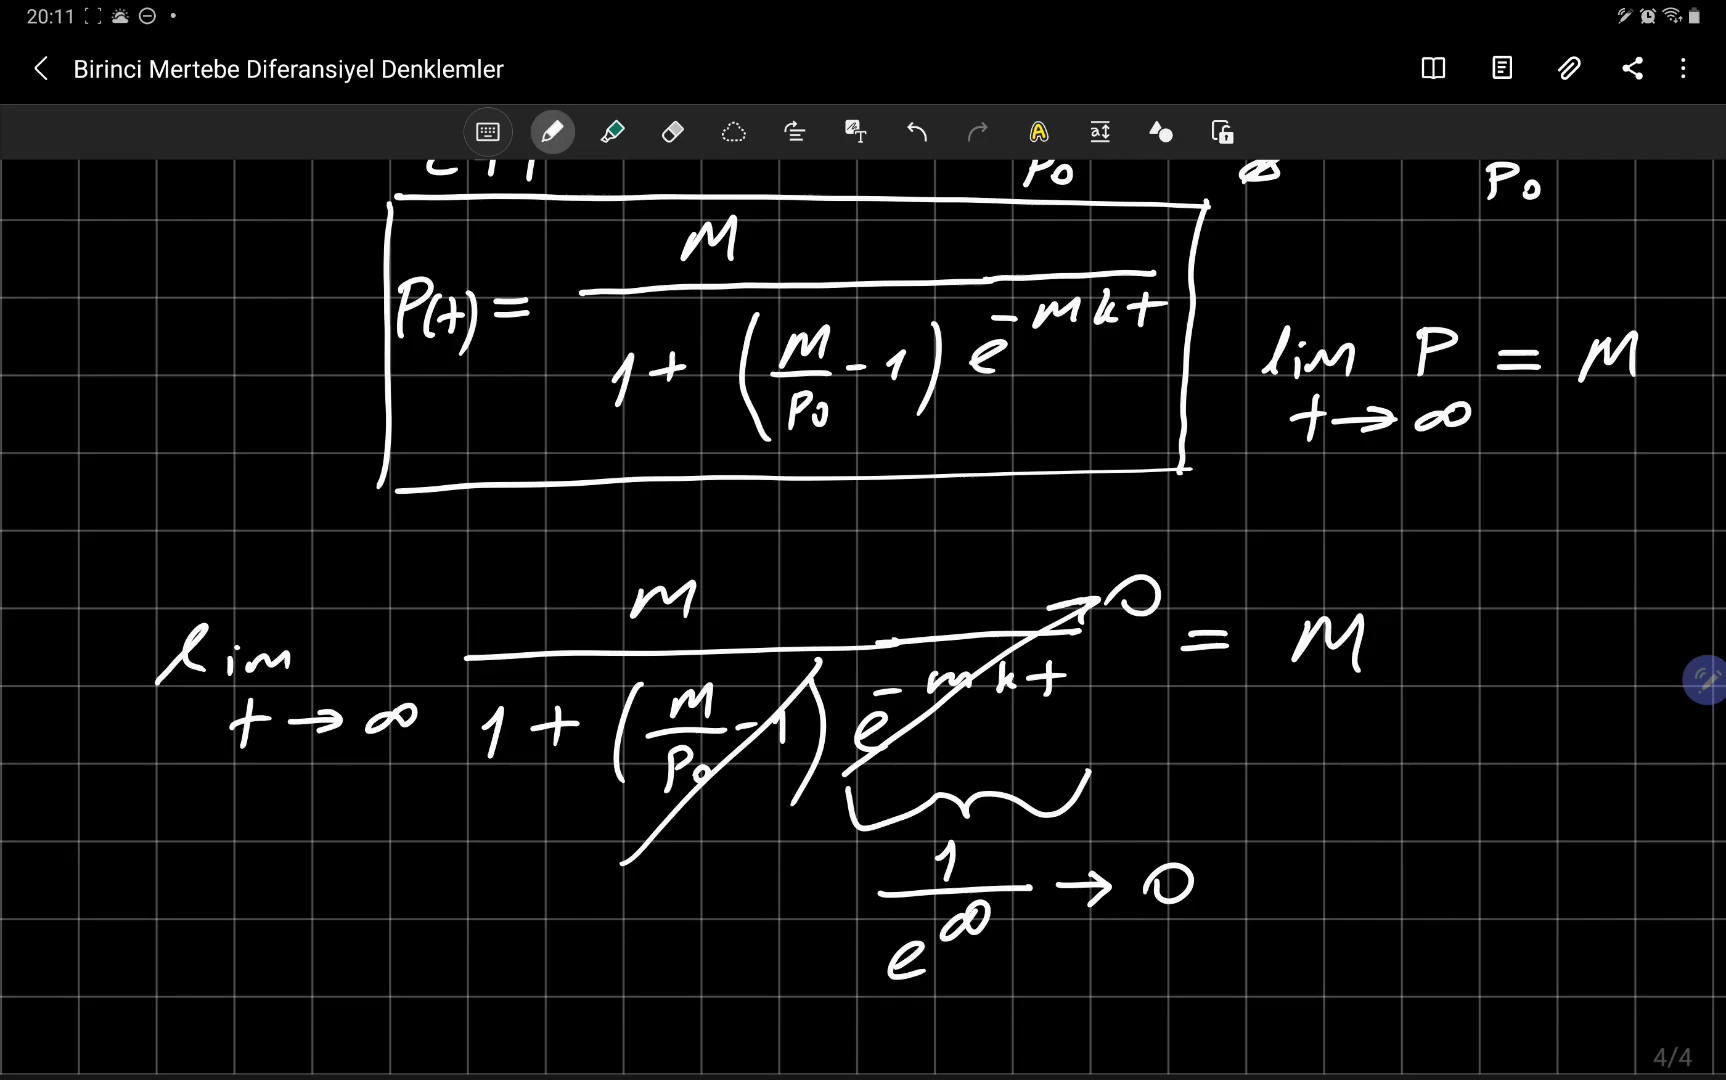 20:11
Birinci Mertebe Diferansiyel Denklemler
P₀ P₀
P(t) = M / (1 + (M/P₀ - 1) e^(-Mkt))
lim t→∞ P = M
lim t→∞ M / (1 + (M/P₀ - 1) e^(-Mkt)) → 0 = M
1 / e^∞ → 0
4/4